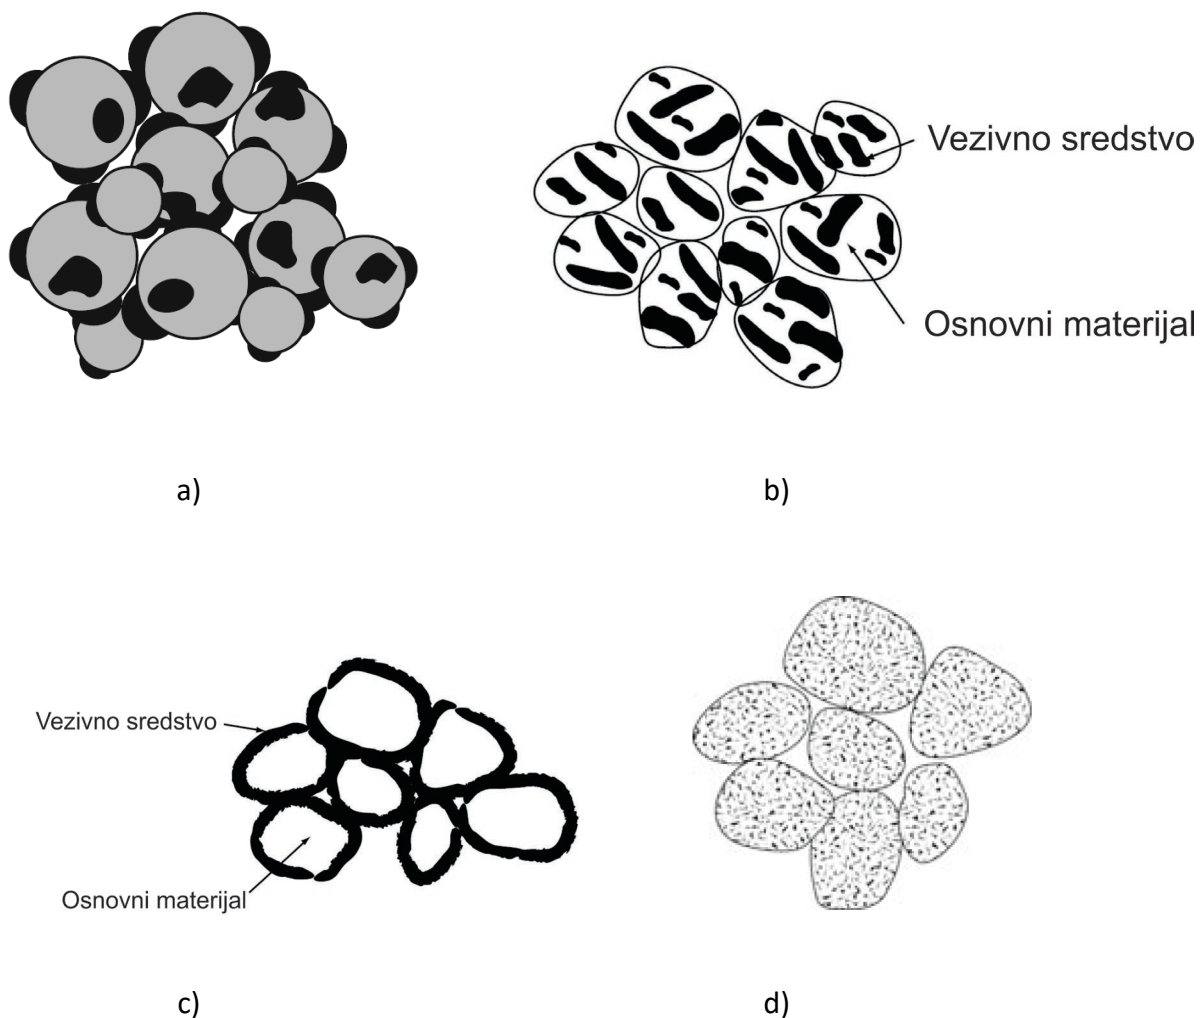 Vezivno sredstvo
Osnovni materijal
a)
b)
Vezivno sredstvo
Osnovni materijal
c)
d)